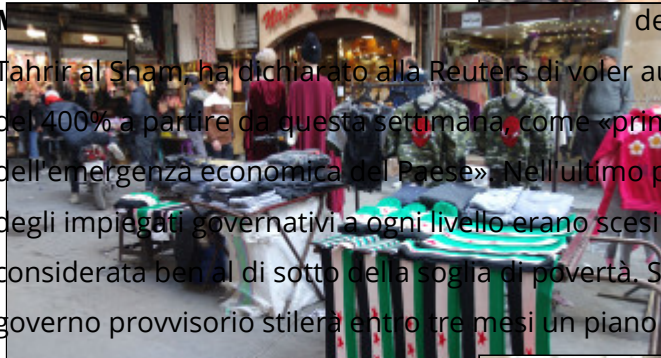 de
Tahrir al Sham, ha dichiarato alla Reuters di voler au
del 400% a partire da questa settimana, come «prin
dell'emergenza economica del Paese». Nell'ultimo p
degli impiegati governativi a ogni livello erano scesi
considerata ben al di sotto della soglia di povertà. S
governo provvisorio stilerà entro tre mesi un piano